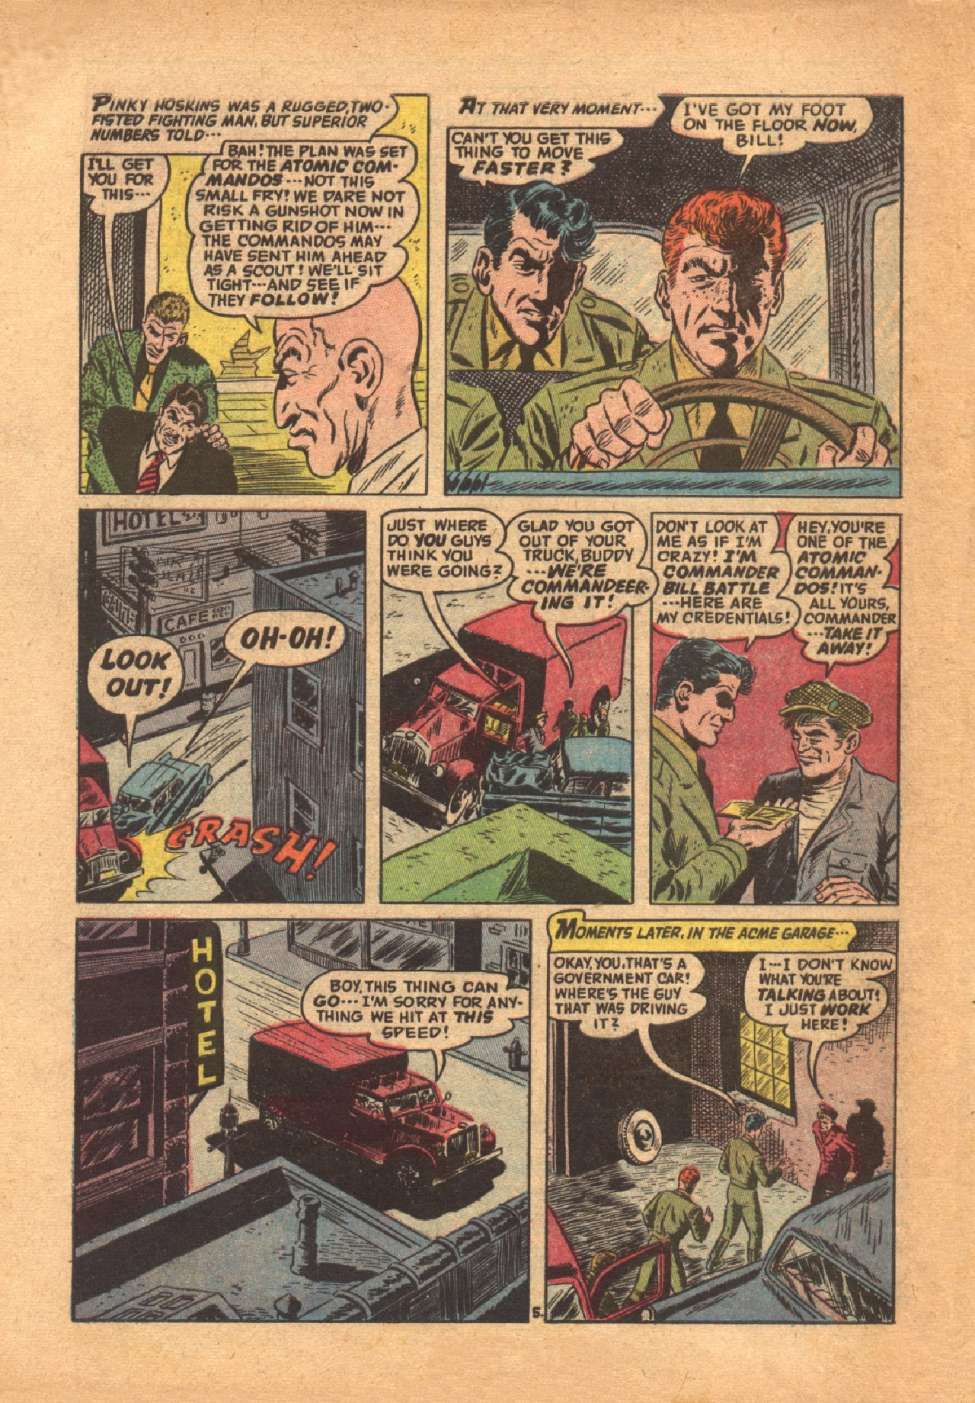 PINKY HOSKINS WAS A RUGGED, TWO-
FISTED FIGHTING MAN, BUT SUPERIOR
NUMBERS TOLD---
I'LL GET
YOU FOR
THIS---
BAH! THE PLAN WAS SET
FOR THE ATOMIC COM-
MANDOS---NOT THIS
SMALL FRY! WE DARE NOT
RISK A GUNSHOT NOW IN
GETTING RID OF HIM---
THE COMMANDOS MAY
HAVE SENT HIM AHEAD
AS A SCOUT! WE'LL SIT
TIGHT---AND SEE IF
THEY FOLLOW!
AT THAT VERY MOMENT---
CAN'T YOU GET THIS
THING TO MOVE
FASTER?
I'VE GOT MY FOOT
ON THE FLOOR NOW,
BILL!
HOTEL
CAFE
LOOK
OUT!
OH-OH!
CRASH!
JUST WHERE
DO YOU GUYS
THINK YOU
WERE GOING?
GLAD YOU GOT
OUT OF YOUR
TRUCK, BUDDY
---WE'RE
COMMANDEER-
ING IT!
DON'T LOOK AT
ME AS IF I'M
CRAZY! I'M
COMMANDER
BILL BATTLE
---HERE ARE
MY CREDENTIALS!
HEY, YOU'RE
ONE OF THE
ATOMIC
COMMAN-
DOS! IT'S
ALL YOURS,
COMMANDER
---TAKE IT
AWAY!
HOTEL
BOY, THIS THING CAN
GO---I'M SORRY FOR ANY-
THING WE HIT AT THIS
SPEED!
MOMENTS LATER, IN THE ACME GARAGE---
OKAY, YOU, THAT'S A
GOVERNMENT CAR!
WHERE'S THE GUY
THAT WAS DRIVING
IT?
I--I DON'T KNOW
WHAT YOU'RE
TALKING ABOUT!
I JUST WORK
HERE!
5